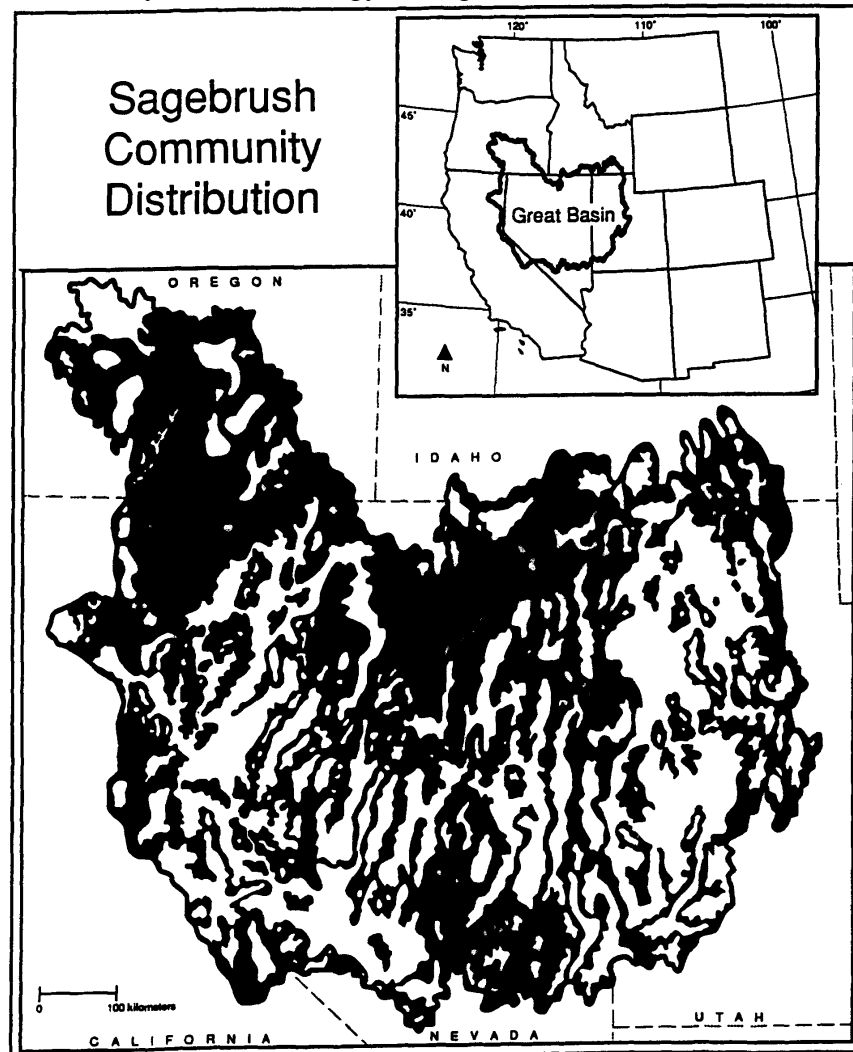 Sagebrush
Community
Distribution
120°
110°
100°
45°
40°
35°
Great Basin
N
OREGON
IDAHO
0
100 kilometers
CALIFORNIA
NEVADA
UTAH